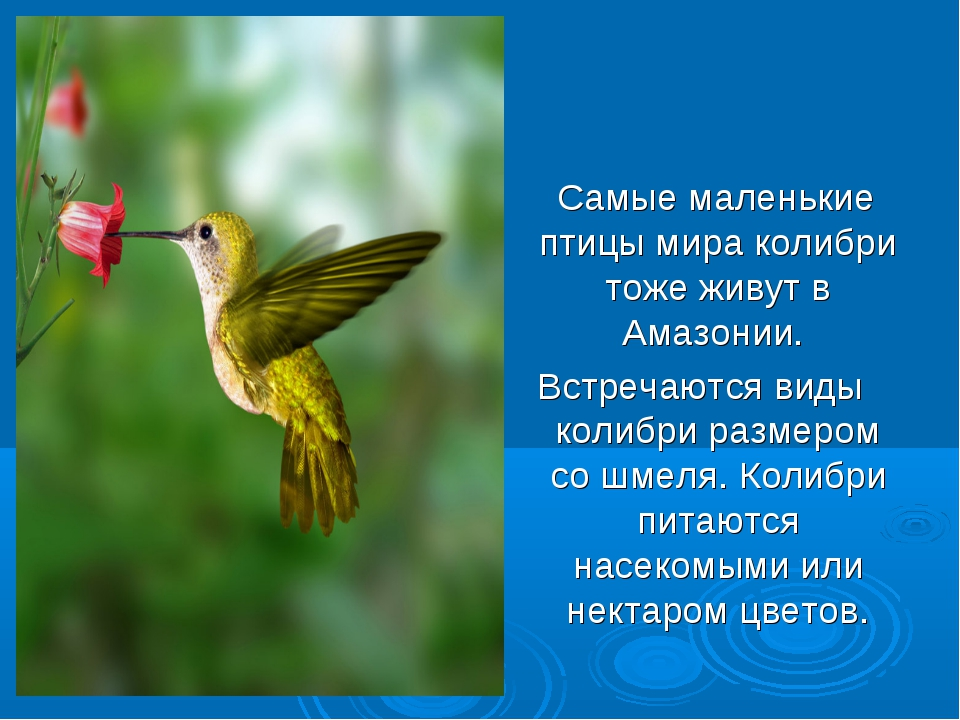 Самые маленькие
птицы мира колибри
тоже живут в
Амазонии.
Встречаются виды
колибри размером
со шмеля. Колибри
питаются
насекомыми или
нектаром цветов.